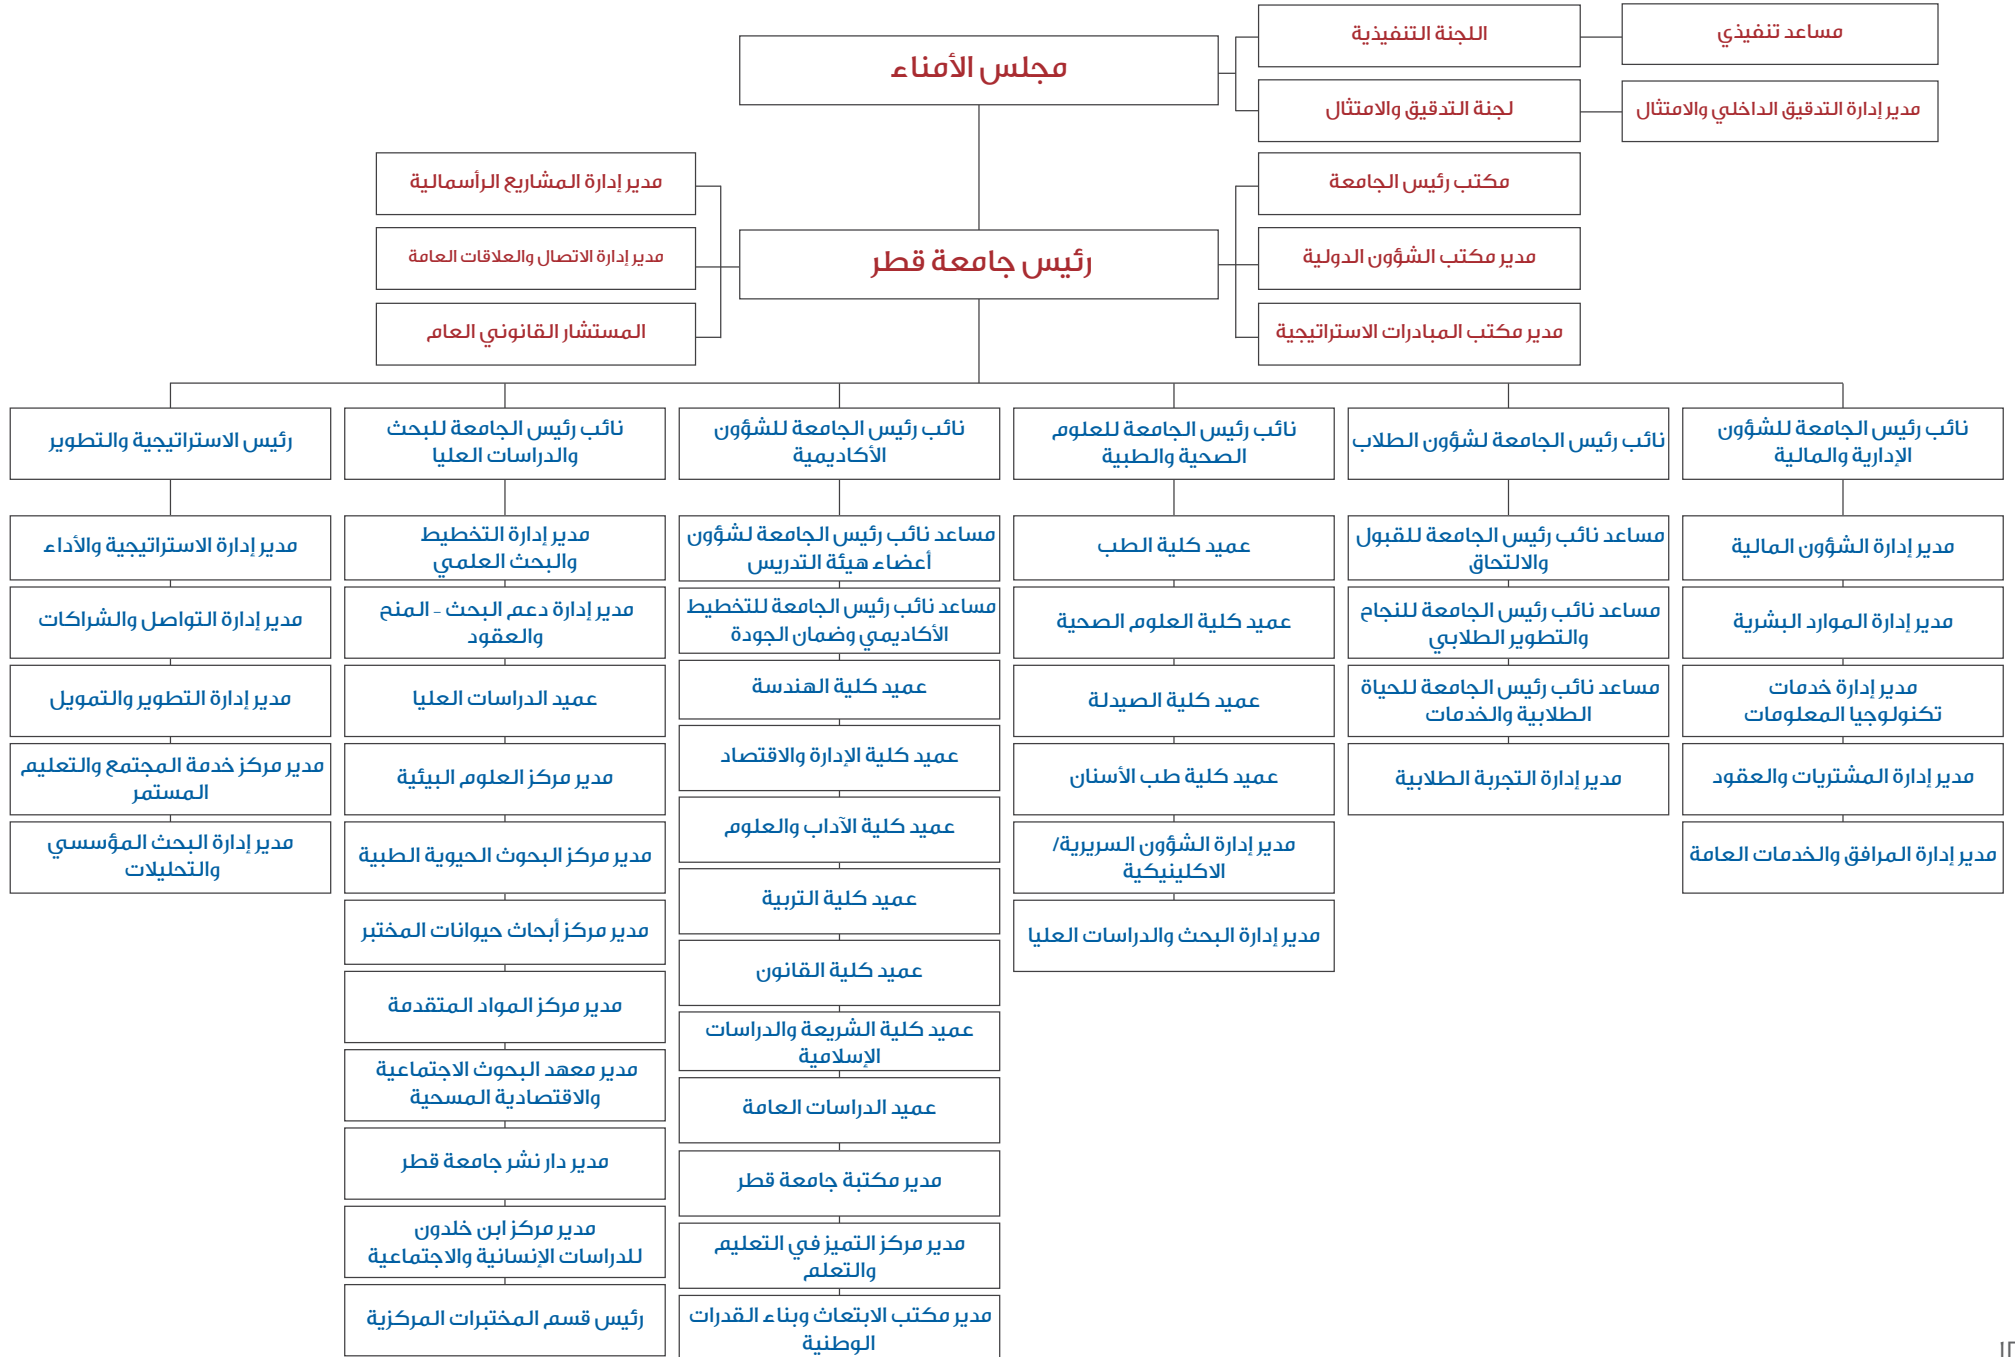 مجلس الأمناء
اللجنة التنفيذية
مساعد تنفيذي
لجنة التدقيق والامتثال
مدير إدارة التدقيق الداخلي والامتثال
رئيس جامعة قطر
مكتب رئيس الجامعة
مدير مكتب الشؤون الدولية
مدير مكتب المبادرات الاستراتيجية
مدير إدارة المشاريع الرأسمالية
مدير إدارة الاتصال والعلاقات العامة
المستشار القانوني العام
نائب رئيس الجامعة للشؤون
الإدارية والمالية
مدير إدارة الشؤون المالية
مدير إدارة الموارد البشرية
مدير إدارة خدمات
تكنولوجيا المعلومات
مدير إدارة المشتريات والعقود
مدير إدارة المرافق والخدمات العامة
نائب رئيس الجامعة لشؤون الطلاب
مساعد نائب رئيس الجامعة للقبول
والالتحاق
مساعد نائب رئيس الجامعة للنجاح
والتطوير الطلابي
مساعد نائب رئيس الجامعة للحياة
الطلابية والخدمات
مدير إدارة التجربة الطلابية
نائب رئيس الجامعة للعلوم
الصحية والطبية
عميد كلية الطب
عميد كلية العلوم الصحية
عميد كلية الصيدلة
عميد كلية طب الأسنان
مدير إدارة الشؤون السريرية/
الاكلينيكية
مدير إدارة البحث والدراسات العليا
نائب رئيس الجامعة للشؤون
الأكاديمية
مساعد نائب رئيس الجامعة لشؤون
أعضاء هيئة التدريس
مساعد نائب رئيس الجامعة للتخطيط
الأكاديمي وضمان الجودة
عميد كلية الهندسة
عميد كلية الإدارة والاقتصاد
عميد كلية الآداب والعلوم
عميد كلية التربية
عميد كلية القانون
عميد كلية الشريعة والدراسات
الإسلامية
عميد الدراسات العامة
مدير مكتبة جامعة قطر
مدير مركز التميز في التعليم
والتعلم
مدير مكتب الابتعاث وبناء القدرات
الوطنية
نائب رئيس الجامعة للبحث
والدراسات العليا
مدير إدارة التخطيط
والبحث العلمي
مدير إدارة دعم البحث - المنح
والعقود
عميد الدراسات العليا
مدير مركز العلوم البيئية
مدير مركز البحوث الحيوية الطبية
مدير مركز أبحاث حيوانات المختبر
مدير مركز المواد المتقدمة
مدير معهد البحوث الاجتماعية
والاقتصادية المسحية
مدير دار نشر جامعة قطر
مدير مركز ابن خلدون
للدراسات الإنسانية والاجتماعية
رئيس قسم المختبرات المركزية
رئيس الاستراتيجية والتطوير
مدير إدارة الاستراتيجية والأداء
مدير إدارة التواصل والشراكات
مدير إدارة التطوير والتمويل
مدير مركز خدمة المجتمع والتعليم
المستمر
مدير إدارة البحث المؤسسي
والتحليلات